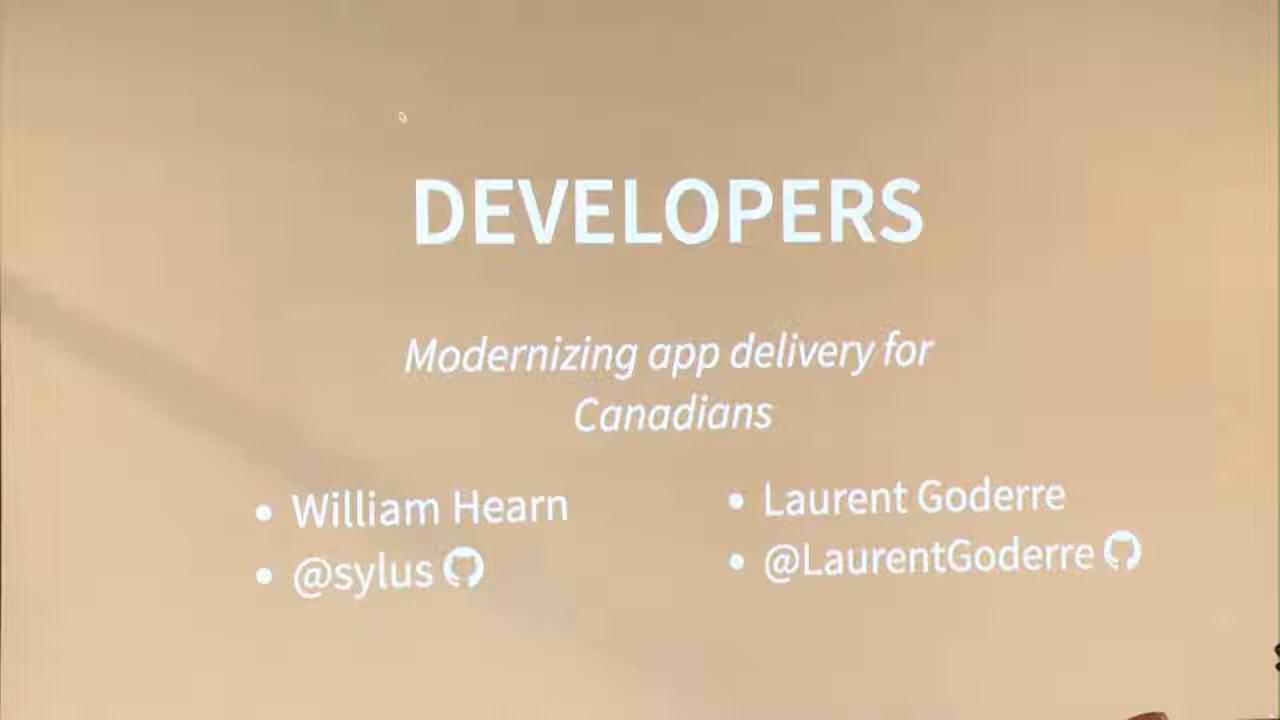 DEVELOPERS
Modernizing app delivery for
Canadians
• William Hearn
• @sylus
• Laurent Goderre
• @LaurentGoderre